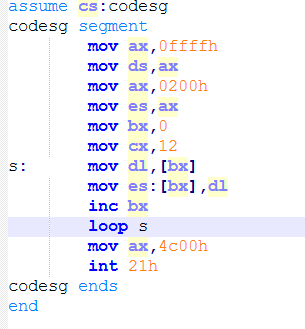 assume cs:codesg
codesg segment
mov ax,0ffffh
mov ds,ax
mov ax,0200h
mov es,ax
mov bx,0
mov cx,12
s: mov dl,[bx]
mov es:[bx],dl
inc bx
loop s
mov ax,4c00h
int 21h
codesg ends
end